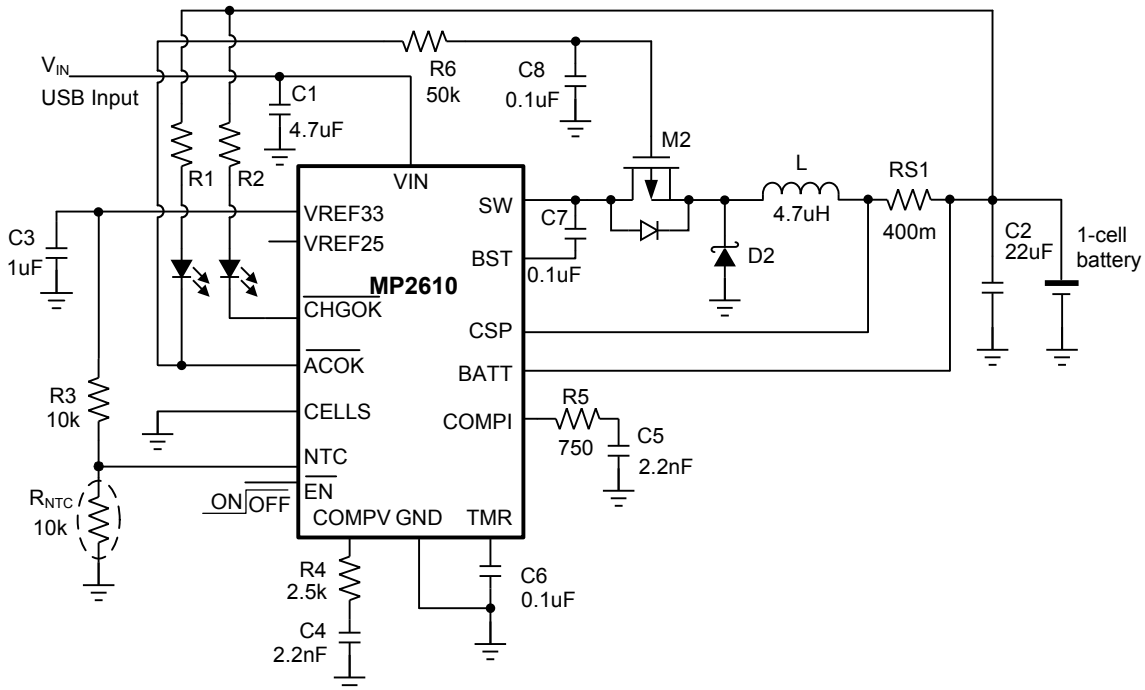 V_IN
USB Input
R6
50k
C8
0.1uF
C1
4.7uF
M2
R1
R2
VIN
SW
L
4.7uH
RS1
400m
C3
1uF
VREF33
VREF25
C7
0.1uF
BST
D2
C2
22uF
1-cell
battery
MP2610
CHGOK
CSP
ACOK
BATT
R3
10k
CELLS
COMPI
R5
750
C5
2.2nF
NTC
R_NTC
10k
EN
ON OFF
COMPV GND TMR
R4
2.5k
C6
0.1uF
C4
2.2nF